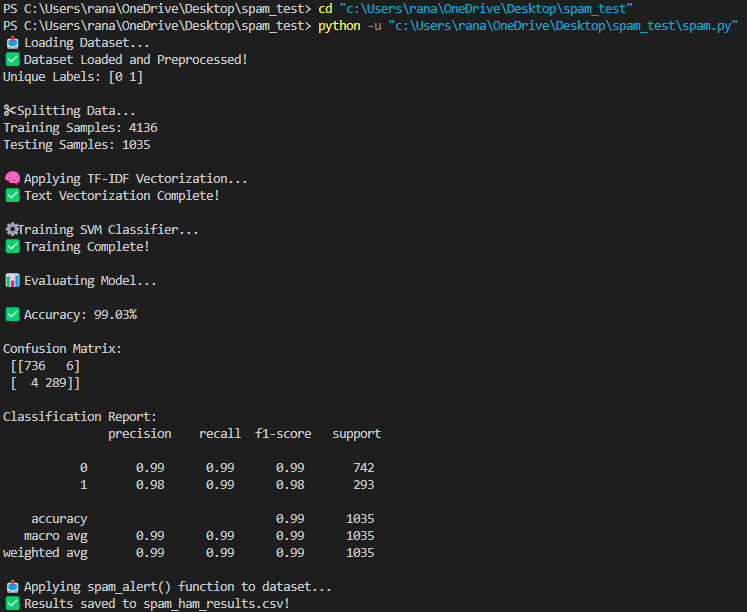 PS C:\Users\rana\OneDrive\Desktop\spam_test> cd "c:\Users\rana\OneDrive\Desktop\spam_test"
PS C:\Users\rana\OneDrive\Desktop\spam_test> python -u "c:\Users\rana\OneDrive\Desktop\spam_test\spam.py"
📥 Loading Dataset...
✅ Dataset Loaded and Preprocessed!
Unique Labels: [0 1]
✂Splitting Data...
Training Samples: 4136
Testing Samples: 1035
🧠 Applying TF-IDF Vectorization...
✅ Text Vectorization Complete!
⚙Training SVM Classifier...
✅ Training Complete!
📊 Evaluating Model...
✅ Accuracy: 99.03%
Confusion Matrix:
[[736   6]
[  4 289]]
Classification Report:
precision    recall  f1-score   support
0       0.99      0.99      0.99       742
1       0.98      0.99      0.98       293
accuracy                           0.99      1035
macro avg       0.99      0.99      0.99      1035
weighted avg       0.99      0.99      0.99      1035
📥 Applying spam_alert() function to dataset...
✅ Results saved to spam_ham_results.csv!